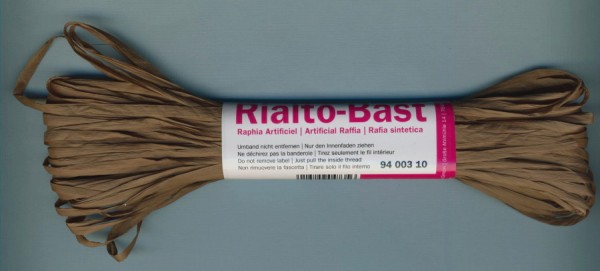 Rialto-Bast
Raphia Artificiel | Artificial Raffia | Rafia sintetica
Umband nicht entfernen | Nur den Innenfaden ziehen
Ne déchirez pas la banderole | Tirez seulement le fil intérieur
Do not remove label | Just pull the inside thread
Non rimuovere la fascetta | Tirare solo il filo interno
94 003 10